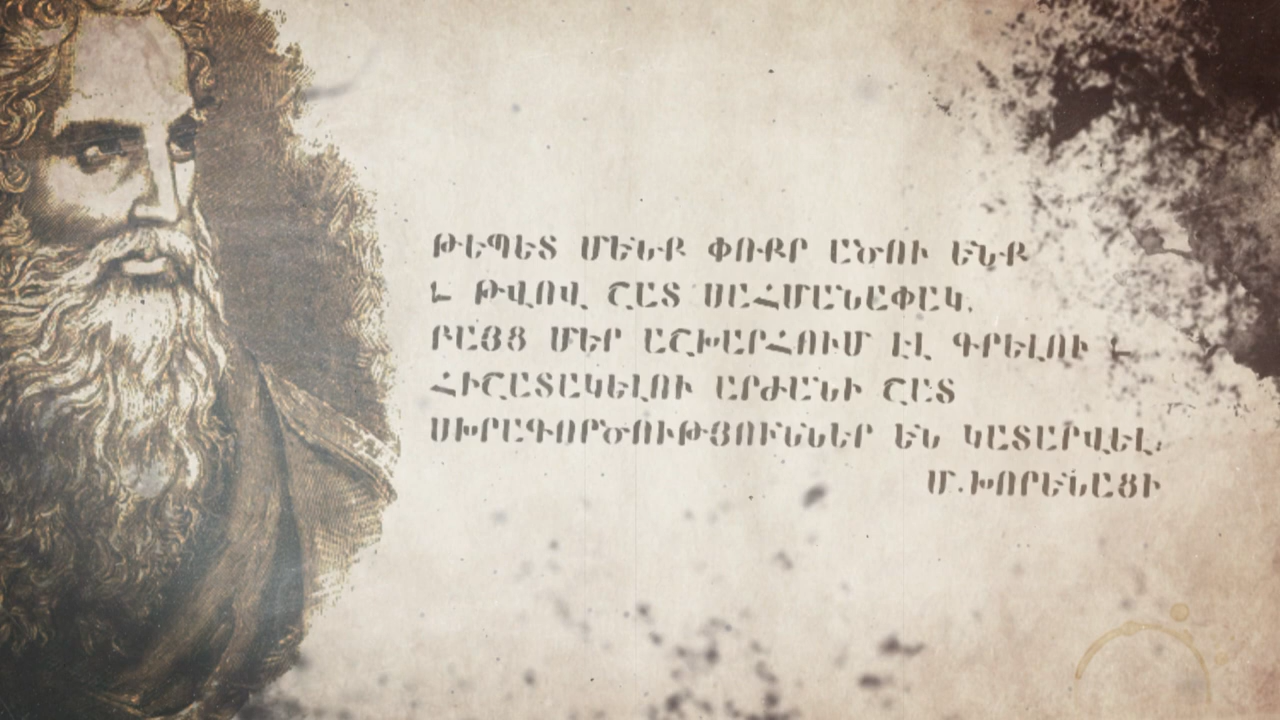 ԹԵՊԵՏ ՄԵՆՔ ՓՈՔՐ ԱԾՈՒ ԵՆՔ
և ԹՎՈՎ ՇԱՏ ՍԱՀՄԱՆԱՓԱԿ,
ԲԱՅՑ ՄԵՐ ԱՇԽԱՐՀՈՒՄ ԷԼ ԳՐԵԼՈՒ և
ՀԻՇԱՏԱԿԵԼՈՒ ԱՐԺԱՆԻ ՇԱՏ
ՍԽՐԱԳՈՐԾՈՒԹՅՈՒՆՆԵՐ ԵՆ ԿԱՏԱՐՎԵԼ:
Մ.ԽՈՐԵՆԱՑԻ